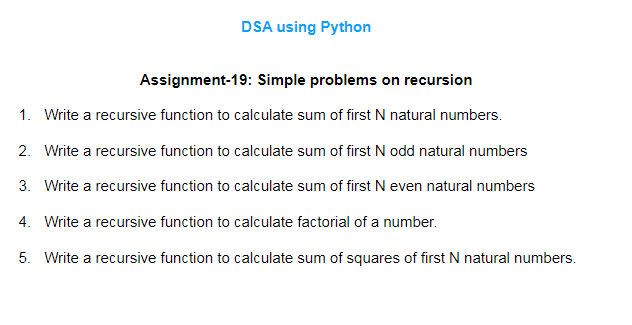 DSA using Python
Assignment-19: Simple problems on recursion
1. Write a recursive function to calculate sum of first N natural numbers.
2. Write a recursive function to calculate sum of first N odd natural numbers
3. Write a recursive function to calculate sum of first N even natural numbers
4. Write a recursive function to calculate factorial of a number.
5. Write a recursive function to calculate sum of squares of first N natural numbers.